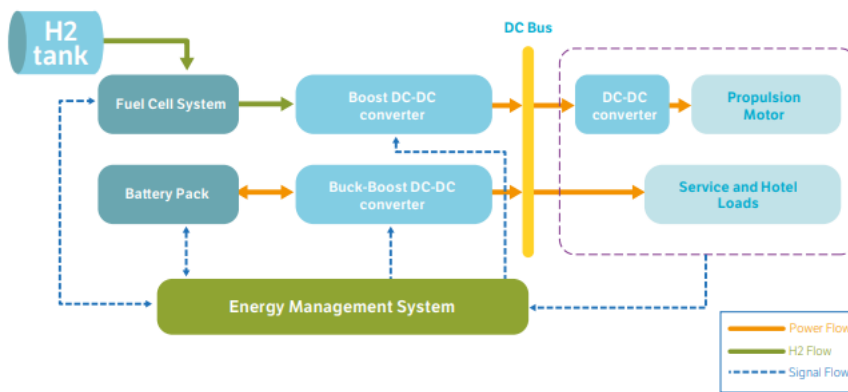 H2
tank
DC Bus
Fuel Cell System
Boost DC-DC
converter
DC-DC
converter
Propulsion
Motor
Battery Pack
Buck-Boost DC-DC
converter
Service and Hotel
Loads
Energy Management System
Power Flow
H2 Flow
Signal Flow